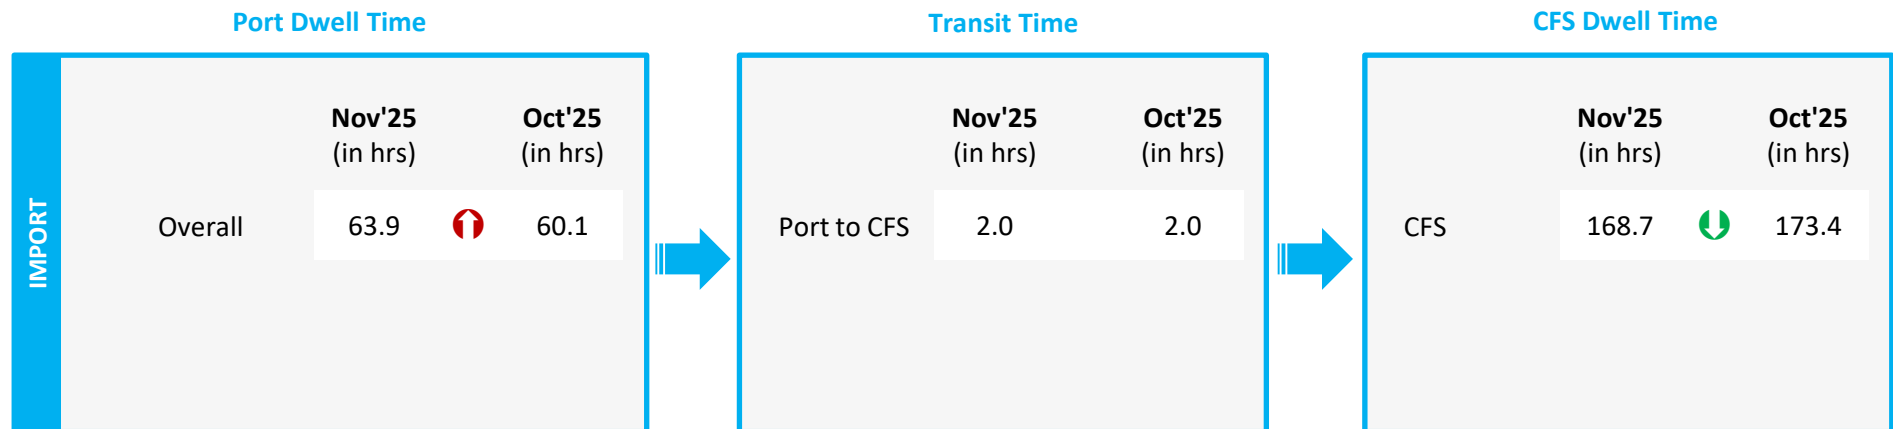 Port Dwell Time
Transit Time
CFS Dwell Time
IMPORT
Nov'25 Oct'25
(in hrs) (in hrs)
Overall 63.9 60.1
Nov'25 Oct'25
(in hrs) (in hrs)
Port to CFS 2.0 2.0
Nov'25 Oct'25
(in hrs) (in hrs)
CFS 168.7 173.4